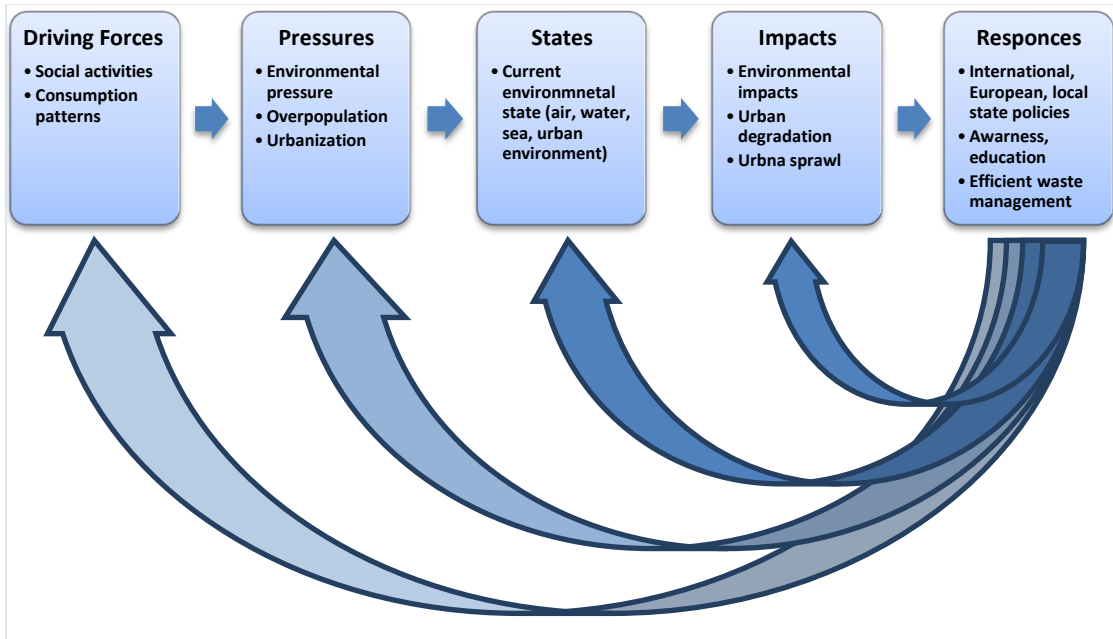 Driving Forces
• Social activities
• Consumption
patterns
Pressures
• Environmental
pressure
• Overpopulation
• Urbanization
States
• Current
environmnetal
state (air, water,
sea, urban
environment)
Impacts
• Environmental
impacts
• Urban
degradation
• Urbna sprawl
Responces
• International,
European, local
state policies
• Awarness,
education
• Efficient waste
management